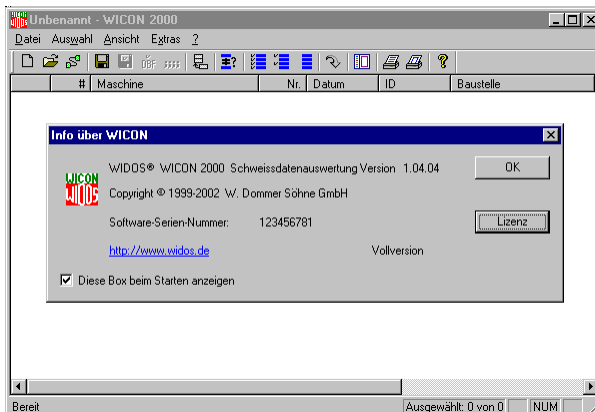 Unbenannt - WICON 2000
Datei Auswahl Ansicht Extras ?
# Maschine Nr. Datum ID Baustelle
Info über WICON
WICON
WIDOS
WIDOS® WICON 2000 Schweissdatenauswertung Version 1.04.04
OK
Copyright © 1999-2002 W. Dommer Söhne GmbH
Software-Serien-Nummer: 123456781
Lizenz
http://www.widos.de Vollversion
Diese Box beim Starten anzeigen
Bereit Ausgewählt: 0 von 0 NUM